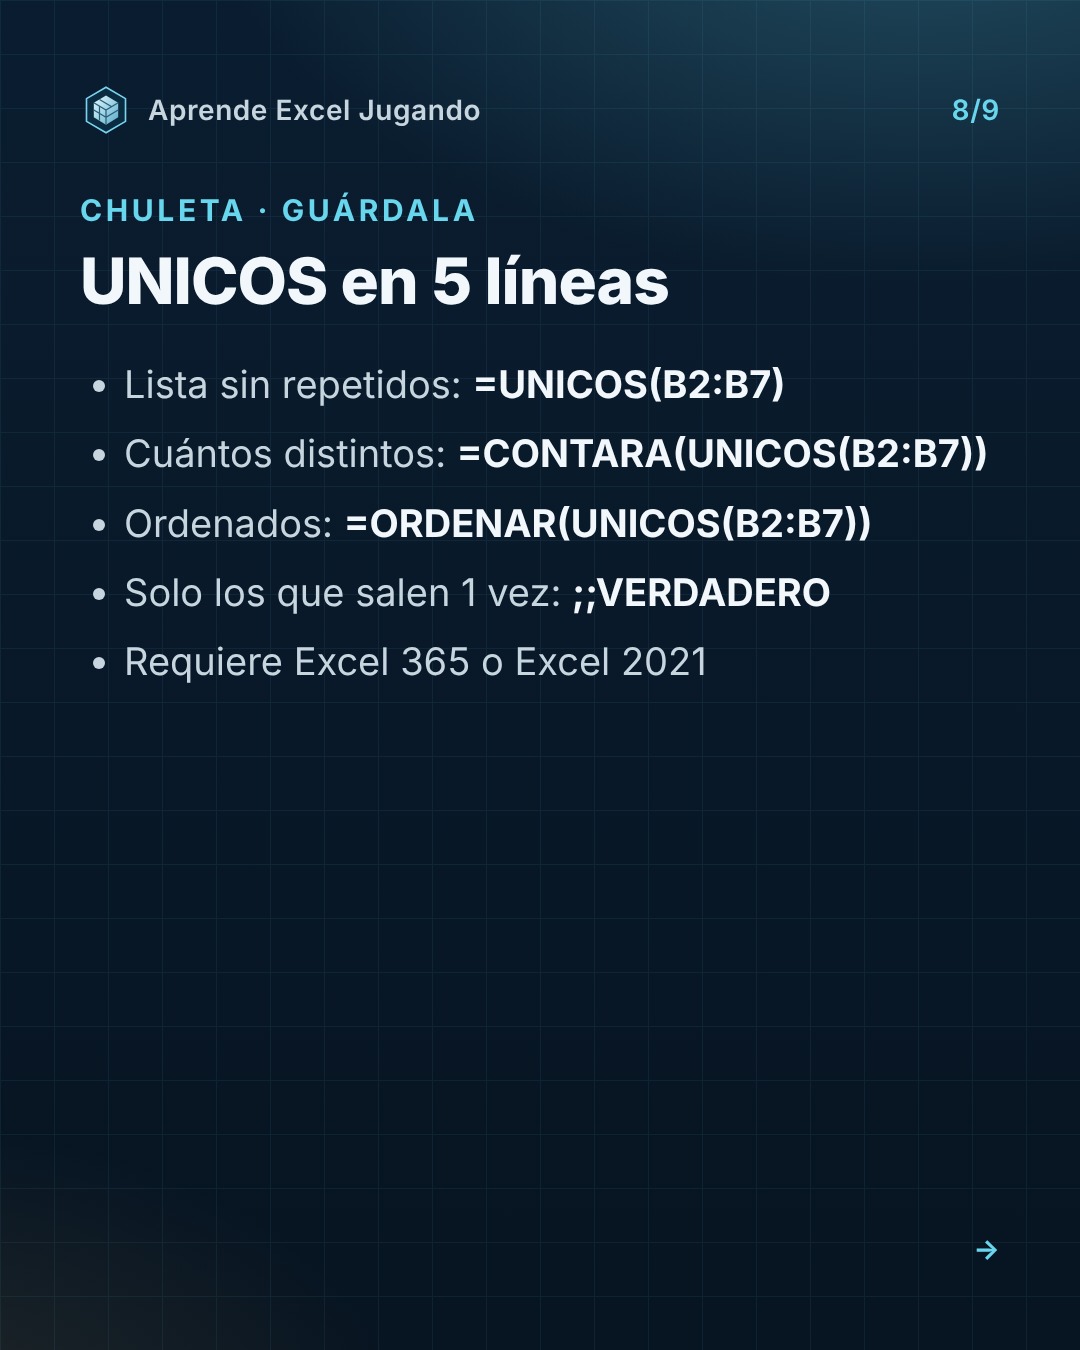 Aprende Excel Jugando
8/9
CHULETA · GUÁRDALA
UNICOS en 5 líneas
• Lista sin repetidos: =UNICOS(B2:B7)
• Cuántos distintos: =CONTARA(UNICOS(B2:B7))
• Ordenados: =ORDENAR(UNICOS(B2:B7))
• Solo los que salen 1 vez: ;;VERDADERO
• Requiere Excel 365 o Excel 2021
→